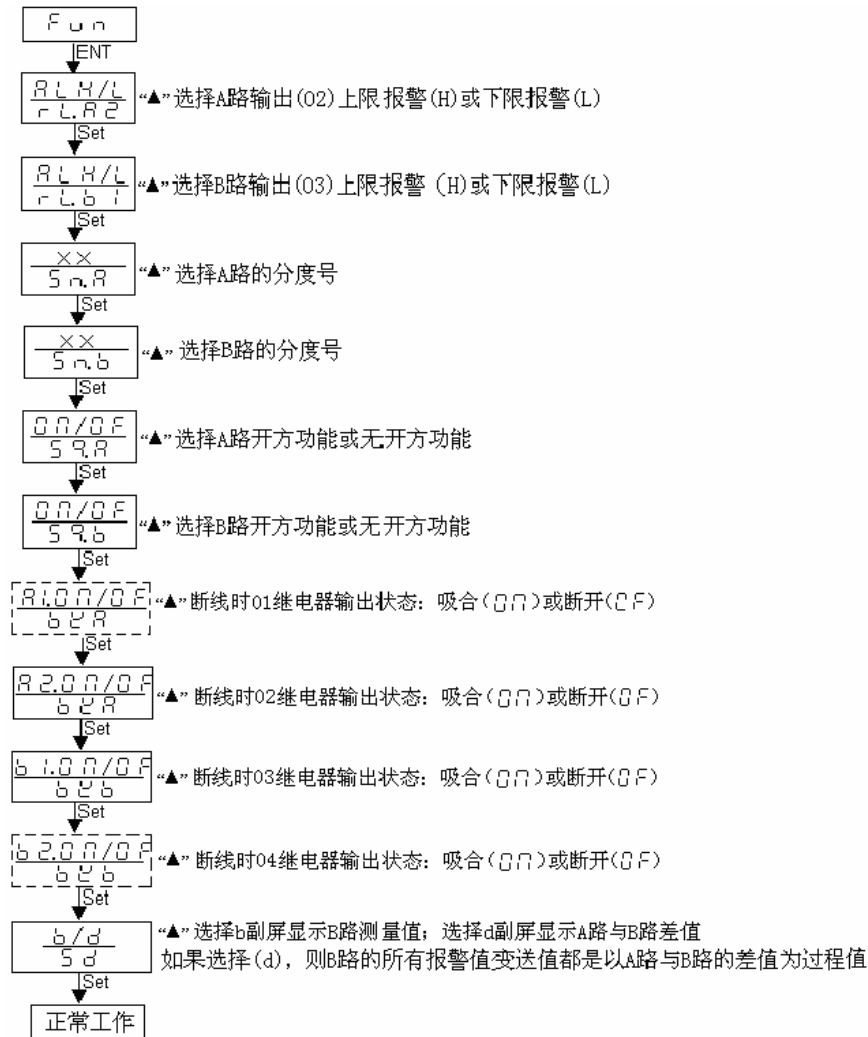 Fun
ENT
AL H/L
rL.A2
“▲”选择A路输出(O2)上限报警(H)或下限报警(L)
Set
AL H/L
rL.b1
“▲”选择B路输出(O3)上限报警 (H)或下限报警(L)
Set
××
Sn.A
“▲”选择A路的分度号
Set
××
Sn.b
“▲”选择B路的分度号
Set
ON/OF
Sq.A
“▲”选择A路开方功能或无开方功能
Set
ON/OF
Sq.b
“▲”选择B路开方功能或无开方功能
Set
A1.ON/OF
“▲”断线时O1继电器输出状态：吸合(ON)或断开(OF)
Set
A2.ON/OF
“▲”断线时O2继电器输出状态：吸合(ON)或断开(OF)
Set
b1.ON/OF
“▲”断线时O3继电器输出状态：吸合(ON)或断开(OF)
Set
b2.ON/OF
“▲”断线时O4继电器输出状态：吸合(ON)或断开(OF)
Set
b/d
Sd
“▲”选择b副屏显示B路测量值；选择d副屏显示A路与B路差值
如果选择(d)，则B路的所有报警值变送值都是以A路与B路的差值为过程值
Set
正常工作